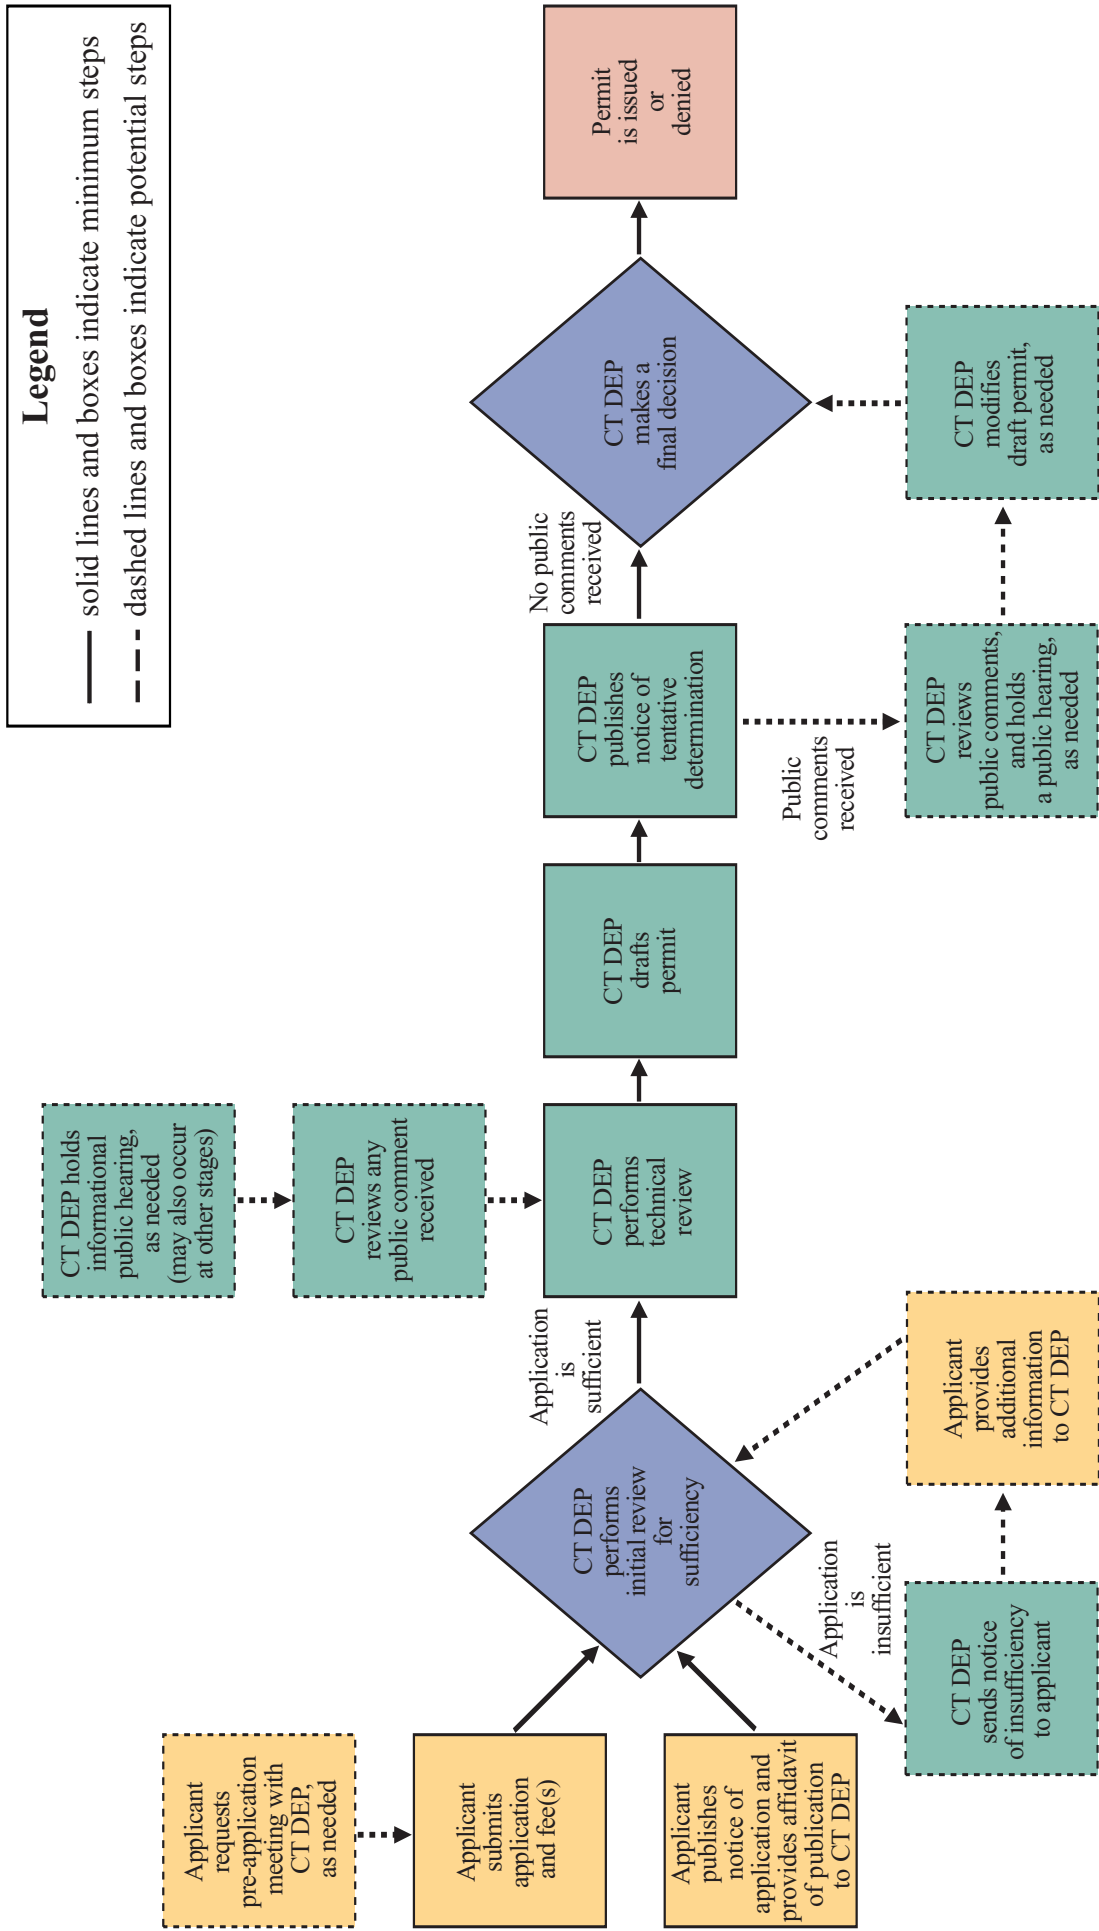 Legend
solid lines and boxes indicate minimum steps
dashed lines and boxes indicate potential steps
Applicant
requests
pre-application
meeting with
CT DEP,
as needed
Applicant
submits
application
and fee(s)
Applicant
publishes
notice of
application and
provides affidavit
of publication
to CT DEP
CT DEP
performs
initial review
for
sufficiency
Application
is
insufficient
CT DEP
sends notice
of insufficiency
to applicant
Applicant
provides
additional
information
to CT DEP
Application
is
sufficient
CT DEP holds
informational
public hearing,
as needed
(may also occur
at other stages)
CT DEP
reviews any
public comment
received
CT DEP
performs
technical
review
CT DEP
drafts
permit
CT DEP
publishes
notice of
tentative
determination
Public
comments
received
CT DEP
reviews
public comments,
and holds
a public hearing,
as needed
CT DEP
modifies
draft permit,
as needed
No public
comments
received
CT DEP
makes a
final decision
Permit
is issued
or
denied